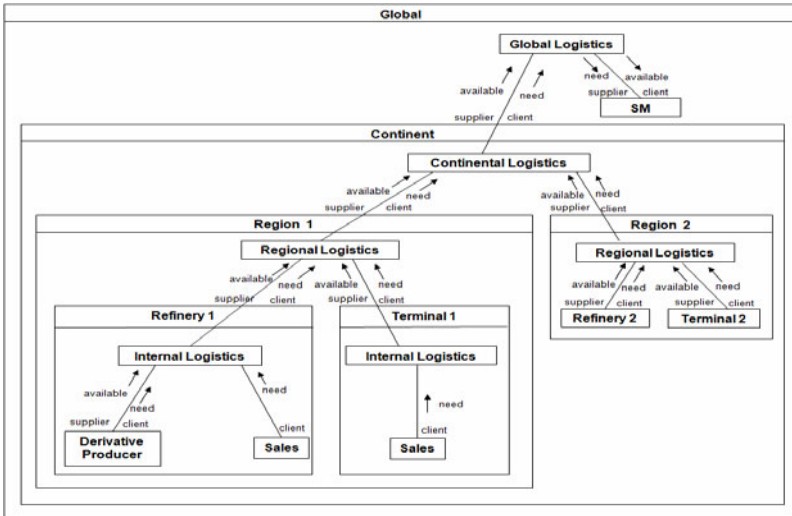 Global
Global Logistics
available
need
need
available
supplier client
supplier client
SM
Continent
Continental Logistics
available
need
available
need
supplier client
supplier client
Region 1
Region 2
Regional Logistics
Regional Logistics
available
need
available
need
available
need
available
need
supplier client
supplier client
supplier client
supplier client
Refinery 1
Terminal 1
Refinery 2
Terminal 2
Internal Logistics
Internal Logistics
available
need
need
need
supplier client
client
client
Derivative
Producer
Sales
Sales